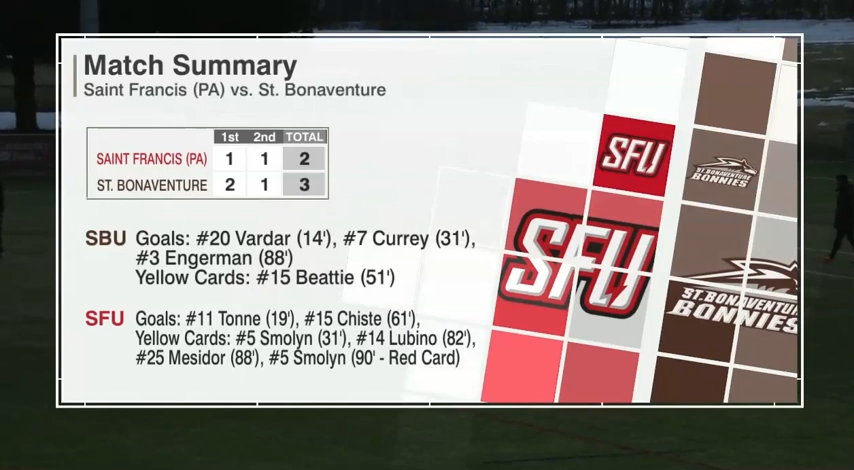 Match Summary
Saint Francis (PA) vs. St. Bonaventure
1st 2nd TOTAL
SAINT FRANCIS (PA) 1 1 2
ST. BONAVENTURE 2 1 3
SBU Goals: #20 Vardar (14'), #7 Currey (31'),
#3 Engerman (88')
Yellow Cards: #15 Beattie (51')
SFU Goals: #11 Tonne (19'), #15 Chiste (61'),
Yellow Cards: #5 Smolyn (31'), #14 Lubino (82'),
#25 Mesidor (88'), #5 Smolyn (90' - Red Card)
SFU
ST. BONAVENTURE
BONNIES
SFU
ST. BONAVENTU
BONNIES